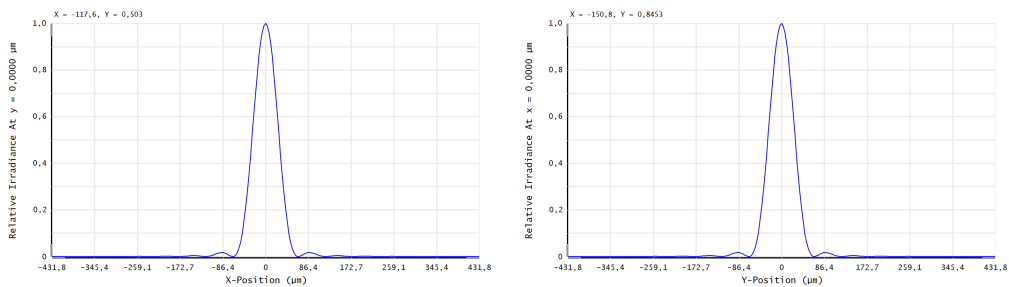 X = -117,6, Y = 0,503
1,0
0,8
0,6
0,4
0,2
0
Relative Irradiance At y = 0,0000 µm
-431,8 -345,4 -259,1 -172,7 -86,4 0 86,4 172,7 259,1 345,4 431,8
X-Position (µm)
X = -150,8, Y = 0,8453
1,0
0,8
0,6
0,4
0,2
0
Relative Irradiance At x = 0,0000 µm
-431,8 -345,4 -259,1 -172,7 -86,4 0 86,4 172,7 259,1 345,4 431,8
Y-Position (µm)